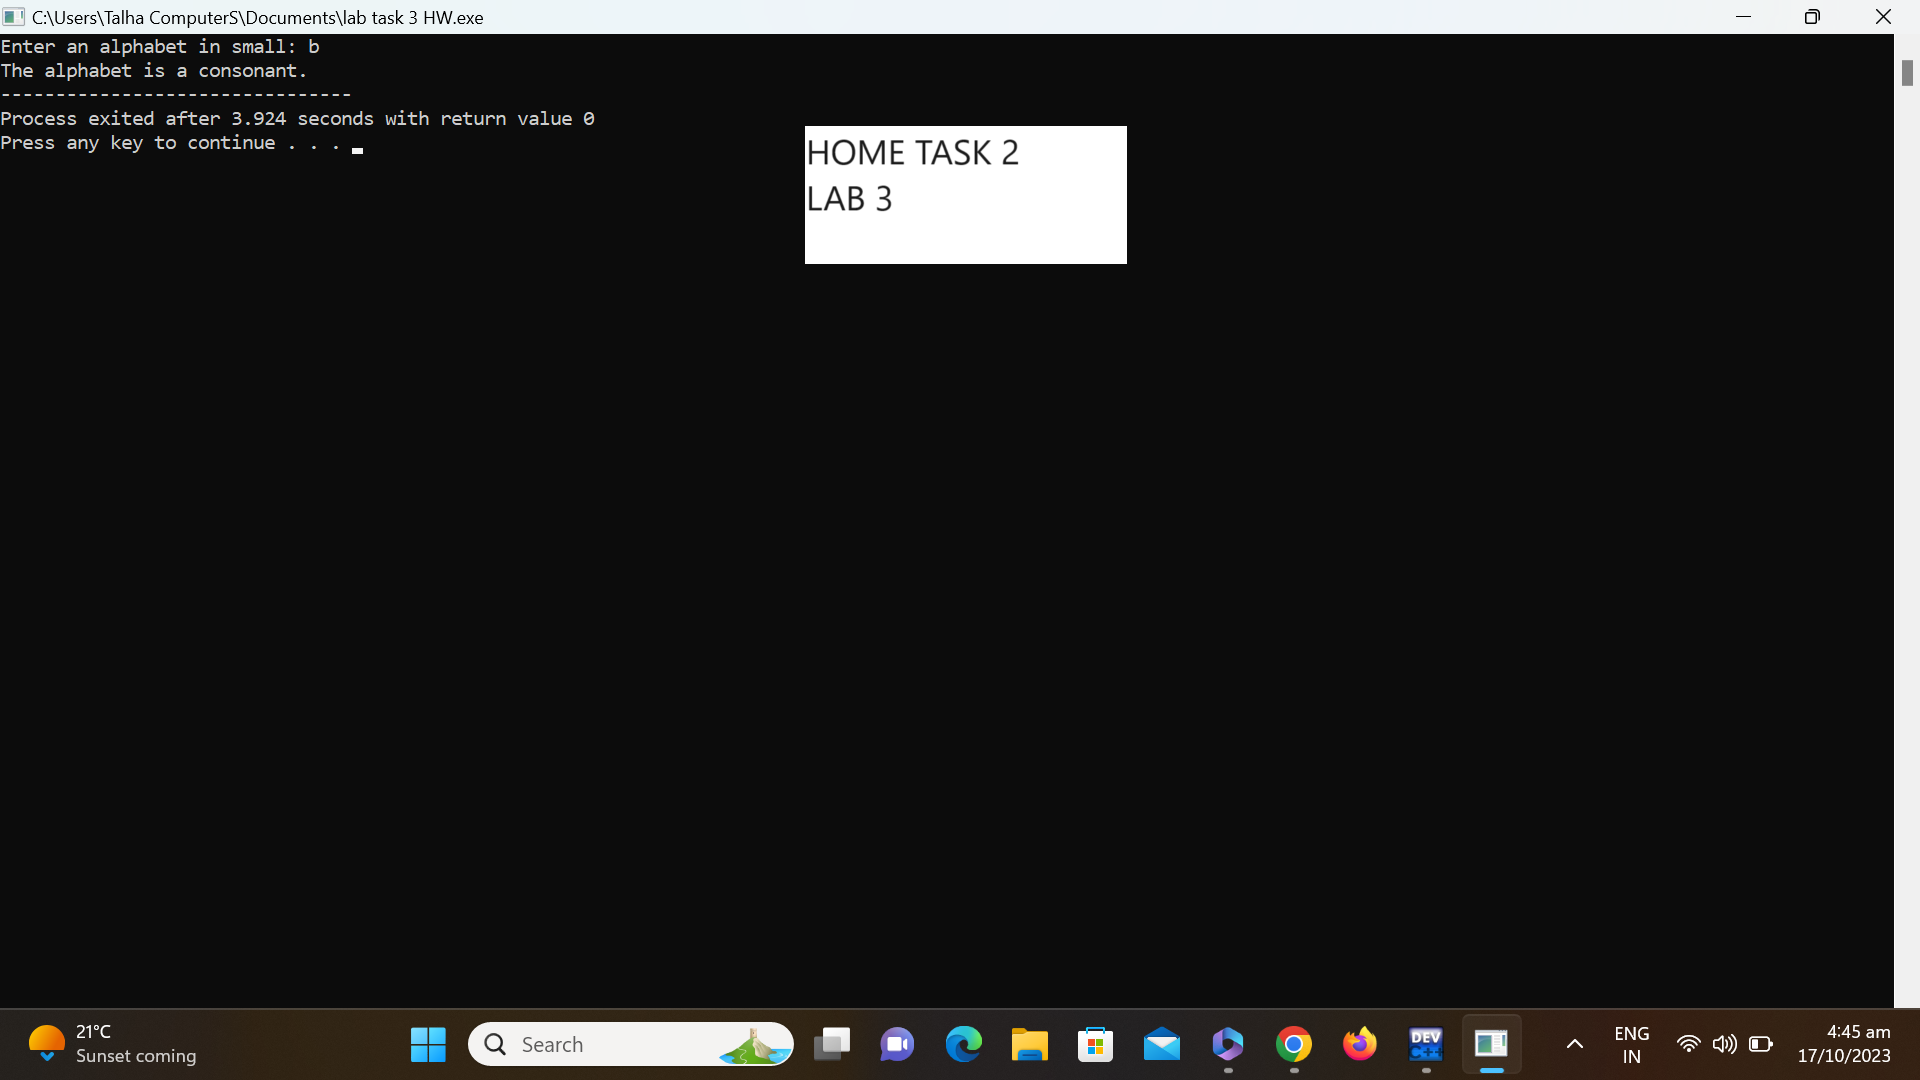 C:\Users\Talha ComputerS\Documents\lab task 3 HW.exe
Enter an alphabet in small: b
The alphabet is a consonant.
--------------------------------
Process exited after 3.924 seconds with return value 0
Press any key to continue . . .
HOME TASK 2
LAB 3
21°C
Sunset coming
Search
DEV
C++
ENG
IN
4:45 am
17/10/2023